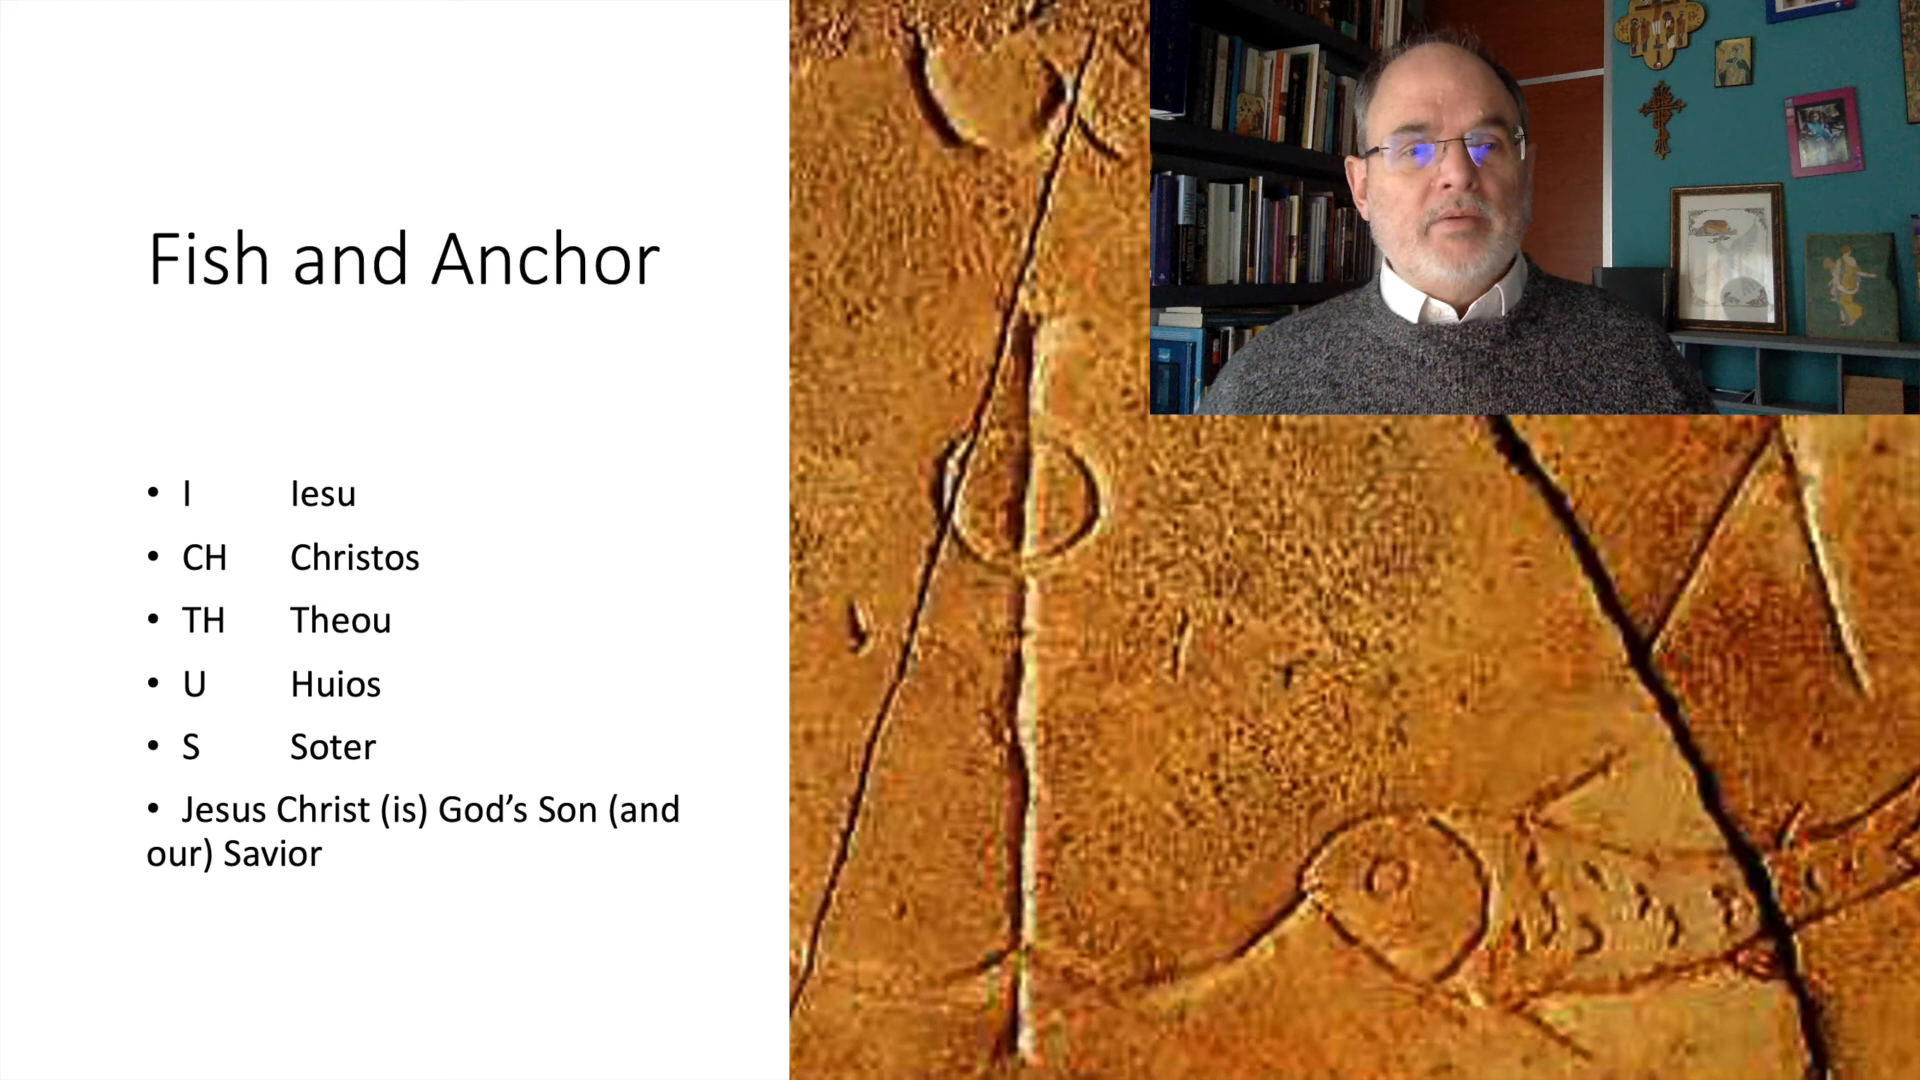 Fish and Anchor
• I Iesu
• CH Christos
• TH Theou
• U Huios
• S Soter
• Jesus Christ (is) God’s Son (and
our) Savior